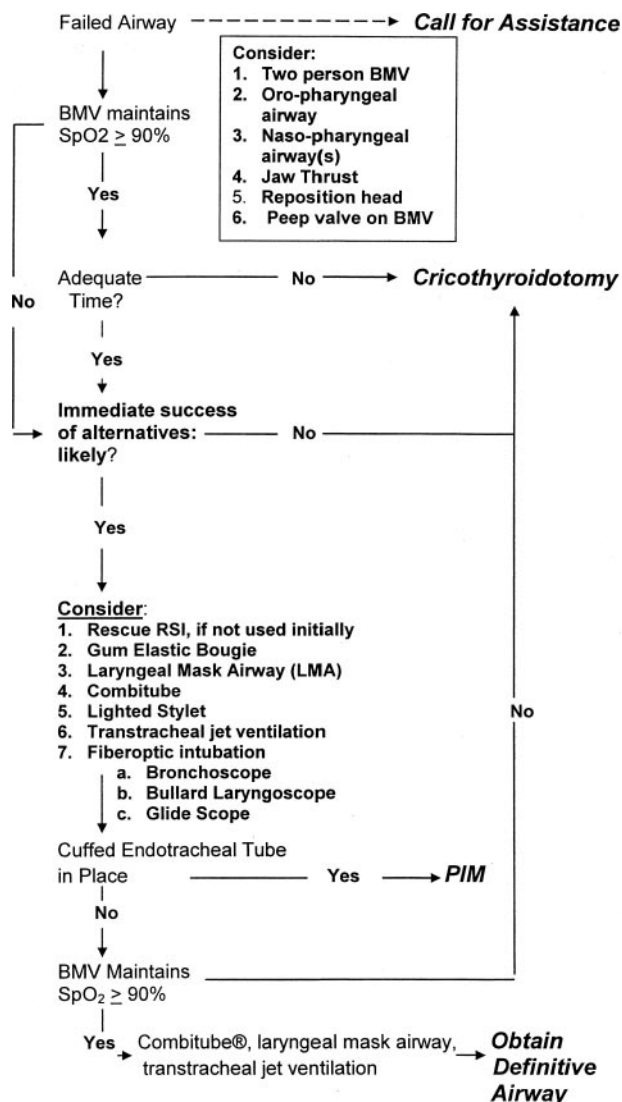 Failed Airway
Call for Assistance
Consider:
1. Two person BMV
2. Oro-pharyngeal
airway
3. Naso-pharyngeal
airway(s)
4. Jaw Thrust
5. Reposition head
6. Peep valve on BMV
BMV maintains
SpO2 ≥ 90%
Yes
No
Adequate
Time?
No
Cricothyroidotomy
Yes
Immediate success
of alternatives:
likely?
No
Yes
Consider:
1. Rescue RSI, if not used initially
2. Gum Elastic Bougie
3. Laryngeal Mask Airway (LMA)
4. Combitube
5. Lighted Stylet
6. Transtracheal jet ventilation
7. Fiberoptic intubation
a. Bronchoscope
b. Bullard Laryngoscope
c. Glide Scope
No
Cuffed Endotracheal Tube
in Place
Yes
PIM
No
BMV Maintains
SpO₂ ≥ 90%
Yes
Combitube®, laryngeal mask airway,
transtracheal jet ventilation
Obtain
Definitive
Airway